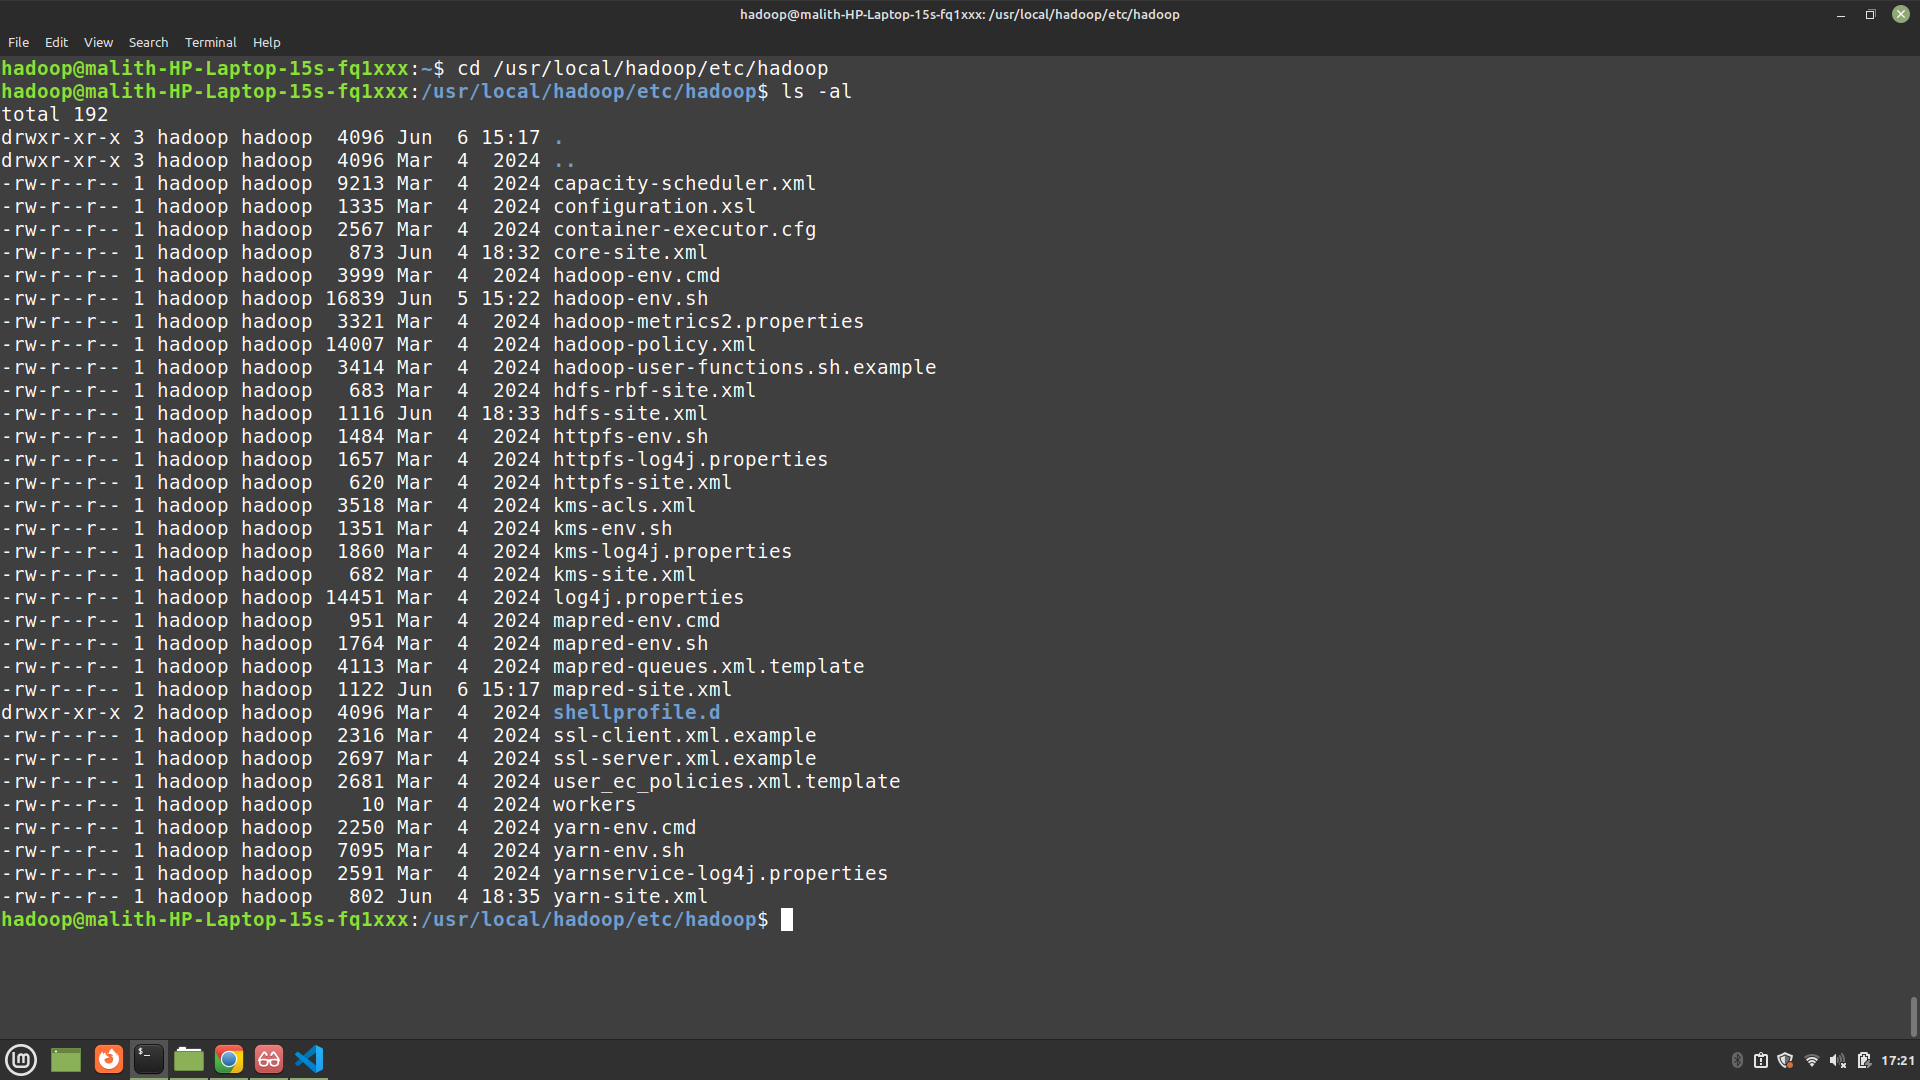 hadoop@malith-HP-Laptop-15s-fq1xxx: /usr/local/hadoop/etc/hadoop
File Edit View Search Terminal Help
hadoop@malith-HP-Laptop-15s-fq1xxx:~$ cd /usr/local/hadoop/etc/hadoop
hadoop@malith-HP-Laptop-15s-fq1xxx:/usr/local/hadoop/etc/hadoop$ ls -al
total 192
drwxr-xr-x 3 hadoop hadoop  4096 Jun  6 15:17 .
drwxr-xr-x 3 hadoop hadoop  4096 Mar  4  2024 ..
-rw-r--r-- 1 hadoop hadoop  9213 Mar  4  2024 capacity-scheduler.xml
-rw-r--r-- 1 hadoop hadoop  1335 Mar  4  2024 configuration.xsl
-rw-r--r-- 1 hadoop hadoop  2567 Mar  4  2024 container-executor.cfg
-rw-r--r-- 1 hadoop hadoop   873 Jun  4 18:32 core-site.xml
-rw-r--r-- 1 hadoop hadoop  3999 Mar  4  2024 hadoop-env.cmd
-rw-r--r-- 1 hadoop hadoop 16839 Jun  5 15:22 hadoop-env.sh
-rw-r--r-- 1 hadoop hadoop  3321 Mar  4  2024 hadoop-metrics2.properties
-rw-r--r-- 1 hadoop hadoop 14007 Mar  4  2024 hadoop-policy.xml
-rw-r--r-- 1 hadoop hadoop  3414 Mar  4  2024 hadoop-user-functions.sh.example
-rw-r--r-- 1 hadoop hadoop   683 Mar  4  2024 hdfs-rbf-site.xml
-rw-r--r-- 1 hadoop hadoop  1116 Jun  4 18:33 hdfs-site.xml
-rw-r--r-- 1 hadoop hadoop  1484 Mar  4  2024 httpfs-env.sh
-rw-r--r-- 1 hadoop hadoop  1657 Mar  4  2024 httpfs-log4j.properties
-rw-r--r-- 1 hadoop hadoop   620 Mar  4  2024 httpfs-site.xml
-rw-r--r-- 1 hadoop hadoop  3518 Mar  4  2024 kms-acls.xml
-rw-r--r-- 1 hadoop hadoop  1351 Mar  4  2024 kms-env.sh
-rw-r--r-- 1 hadoop hadoop  1860 Mar  4  2024 kms-log4j.properties
-rw-r--r-- 1 hadoop hadoop   682 Mar  4  2024 kms-site.xml
-rw-r--r-- 1 hadoop hadoop 14451 Mar  4  2024 log4j.properties
-rw-r--r-- 1 hadoop hadoop   951 Mar  4  2024 mapred-env.cmd
-rw-r--r-- 1 hadoop hadoop  1764 Mar  4  2024 mapred-env.sh
-rw-r--r-- 1 hadoop hadoop  4113 Mar  4  2024 mapred-queues.xml.template
-rw-r--r-- 1 hadoop hadoop  1122 Jun  6 15:17 mapred-site.xml
drwxr-xr-x 2 hadoop hadoop  4096 Mar  4  2024 shellprofile.d
-rw-r--r-- 1 hadoop hadoop  2316 Mar  4  2024 ssl-client.xml.example
-rw-r--r-- 1 hadoop hadoop  2697 Mar  4  2024 ssl-server.xml.example
-rw-r--r-- 1 hadoop hadoop  2681 Mar  4  2024 user_ec_policies.xml.template
-rw-r--r-- 1 hadoop hadoop    10 Mar  4  2024 workers
-rw-r--r-- 1 hadoop hadoop  2250 Mar  4  2024 yarn-env.cmd
-rw-r--r-- 1 hadoop hadoop  7095 Mar  4  2024 yarn-env.sh
-rw-r--r-- 1 hadoop hadoop  2591 Mar  4  2024 yarnservice-log4j.properties
-rw-r--r-- 1 hadoop hadoop   802 Jun  4 18:35 yarn-site.xml
hadoop@malith-HP-Laptop-15s-fq1xxx:/usr/local/hadoop/etc/hadoop$
17:21